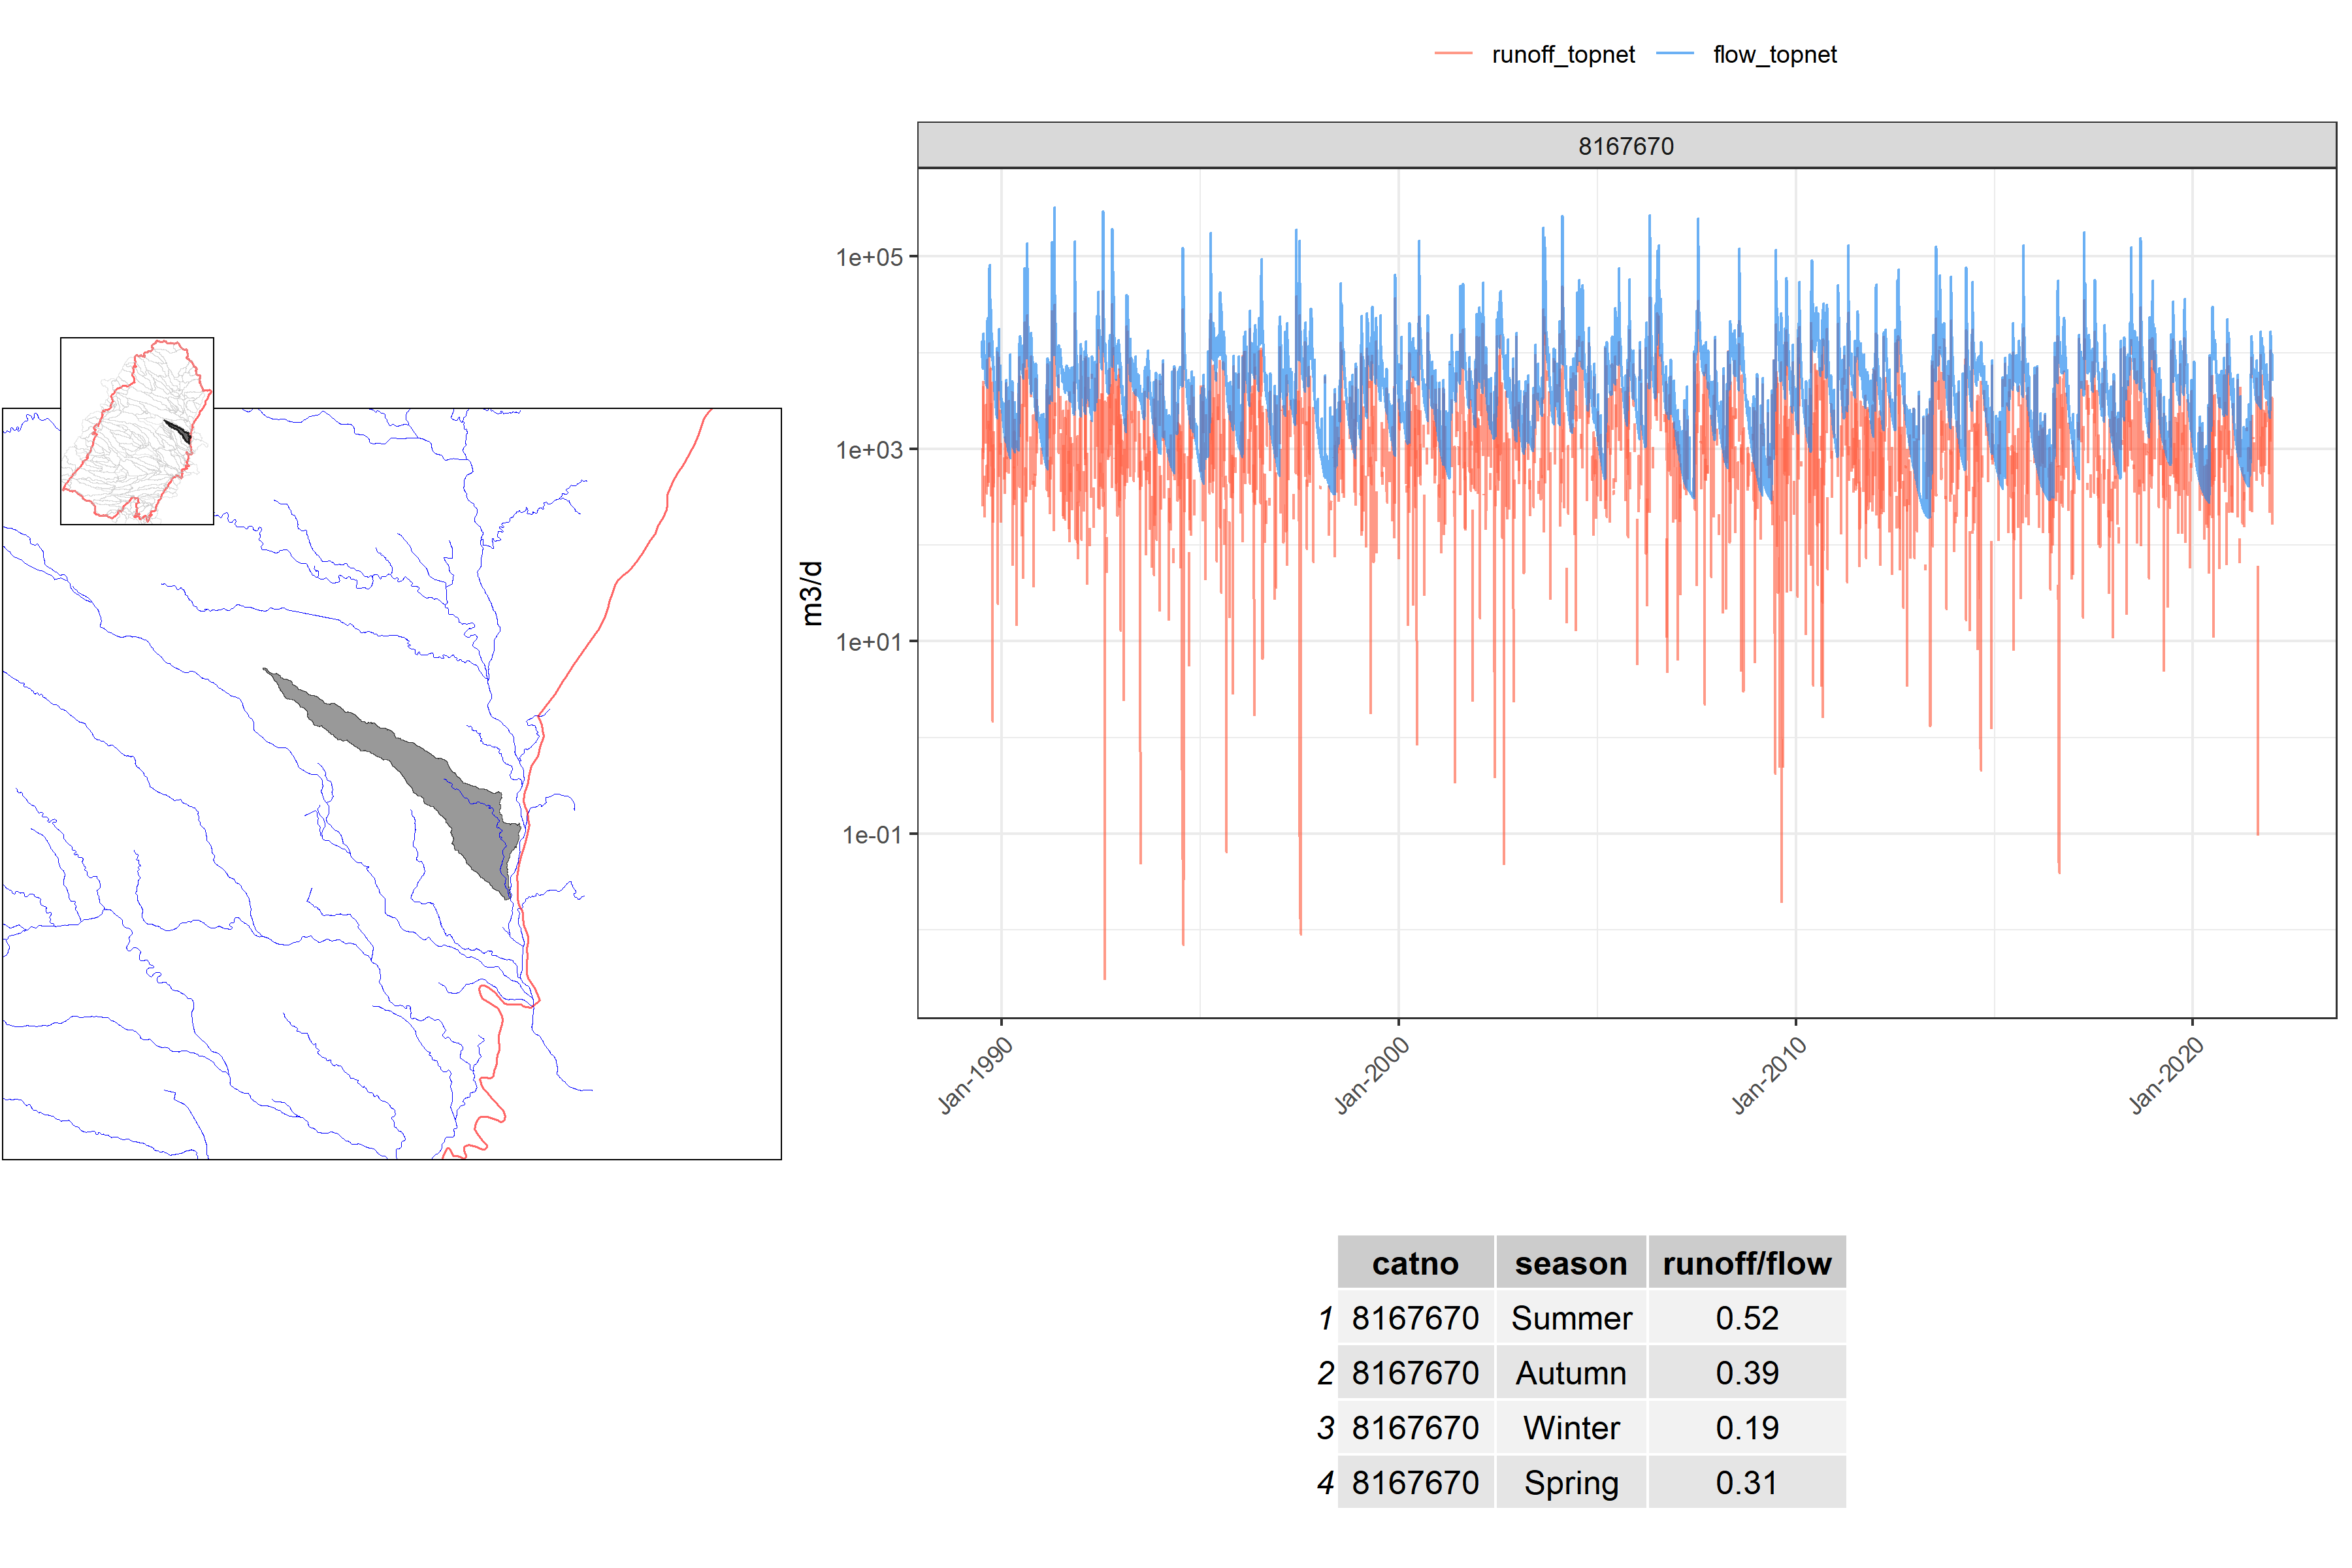 runoff_topnet flow_topnet
8167670
1e+05
1e+03
1e+01
1e-01
m3/d
Jan-1990 Jan-2000 Jan-2010 Jan-2020
catno season runoff/flow
1 8167670 Summer 0.52
2 8167670 Autumn 0.39
3 8167670 Winter 0.19
4 8167670 Spring 0.31